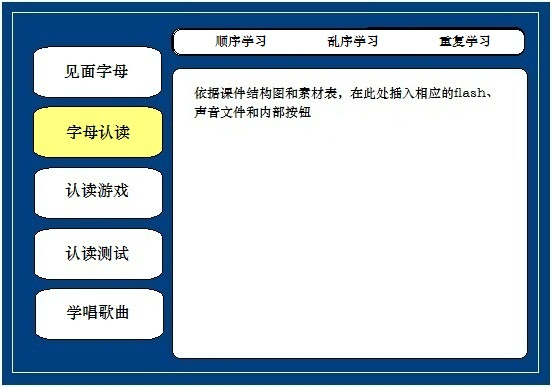 顺序学习 乱序学习 重复学习
见面字母
字母认读
认读游戏
认读测试
学唱歌曲
依据课件结构图和素材表，在此处插入相应的flash、
声音文件和内部按钮